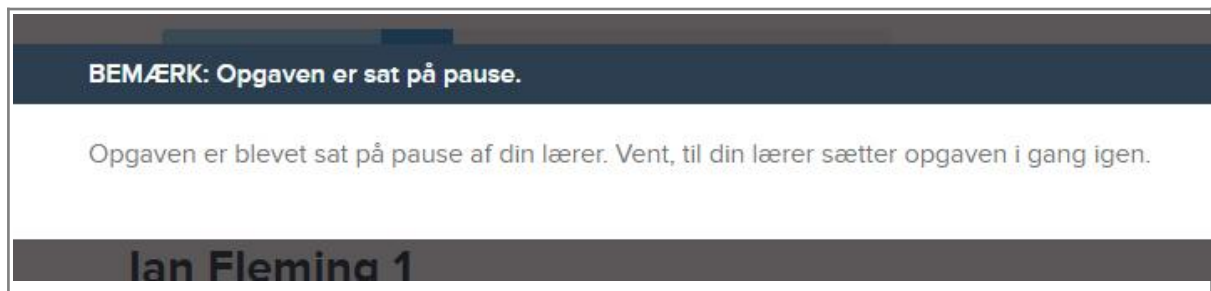 BEMÆRK: Opgaven er sat på pause.
Opgaven er blevet sat på pause af din lærer. Vent, til din lærer sætter opgaven i gang igen.
Ian Fleming 1